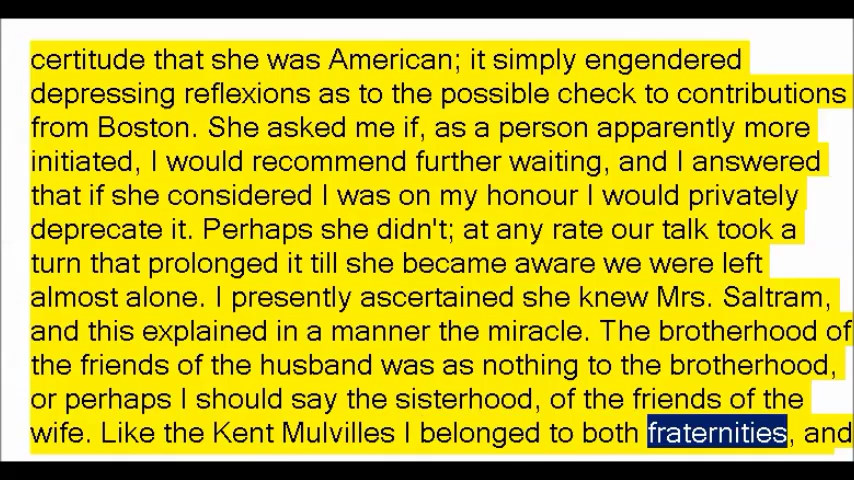 certitude that she was American; it simply engendered
depressing reflexions as to the possible check to contributions
from Boston. She asked me if, as a person apparently more
initiated, I would recommend further waiting, and I answered
that if she considered I was on my honour I would privately
deprecate it. Perhaps she didn't; at any rate our talk took a
turn that prolonged it till she became aware we were left
almost alone. I presently ascertained she knew Mrs. Saltram,
and this explained in a manner the miracle. The brotherhood of
the friends of the husband was as nothing to the brotherhood,
or perhaps I should say the sisterhood, of the friends of the
wife. Like the Kent Mulvilles I belonged to both fraternities, and